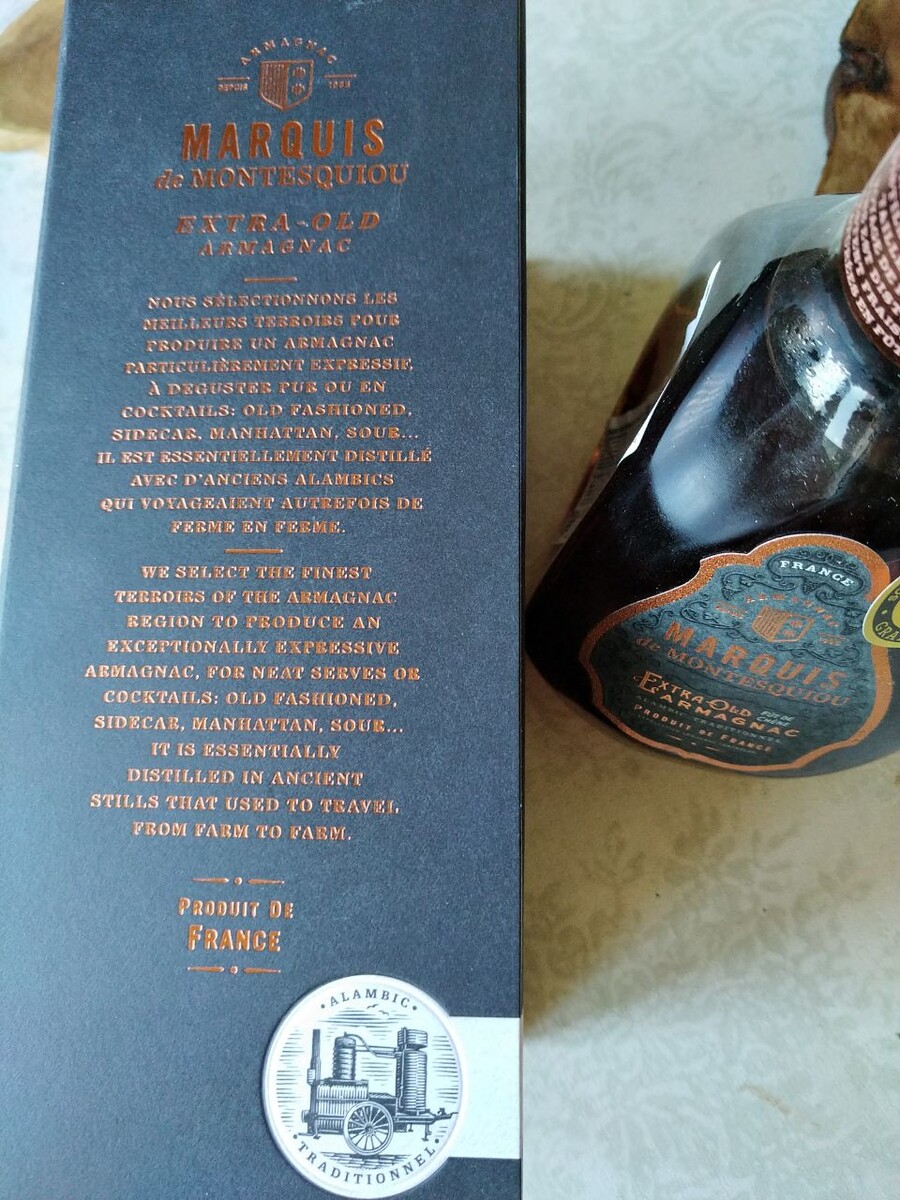 ARMAGNAC
DEPUIS
MARQUIS
de MONTESQUIOU
EXTRA-OLD
ARMAGNAC
NOUS SÉLECTIONNONS LES
MEILLEURS TERROIRS POUR
PRODUIRE UN ARMAGNAC
PARTICULIÈREMENT EXPRESSIF,
À DEGUSTER PUR OU EN
COCKTAILS: OLD FASHIONED,
SIDECAR, MANHATTAN, SOUR...
IL EST ESSENTIELLEMENT DISTILLÉ
AVEC D'ANCIENS ALAMBICS
QUI VOYAGEAIENT AUTREFOIS DE
FERME EN FERME.
WE SELECT THE FINEST
TERROIRS OF THE ARMAGNAC
REGION TO PRODUCE AN
EXCEPTIONALLY EXPRESSIVE
ARMAGNAC, FOR NEAT SERVES OR
COCKTAILS: OLD FASHIONED,
SIDECAR, MANHATTAN, SOUR...
IT IS ESSENTIALLY
DISTILLED IN ANCIENT
STILLS THAT USED TO TRAVEL
FROM FARM TO FARM.
PRODUIT DE
FRANCE
ALAMBIC
TRADITIONNEL
FRANCE
MARQUIS
de MONTESQUIOU
EXTRA-OLD
ARMAGNAC
FÛT DE
CHÊNE
PRODUIT DE FRANCE